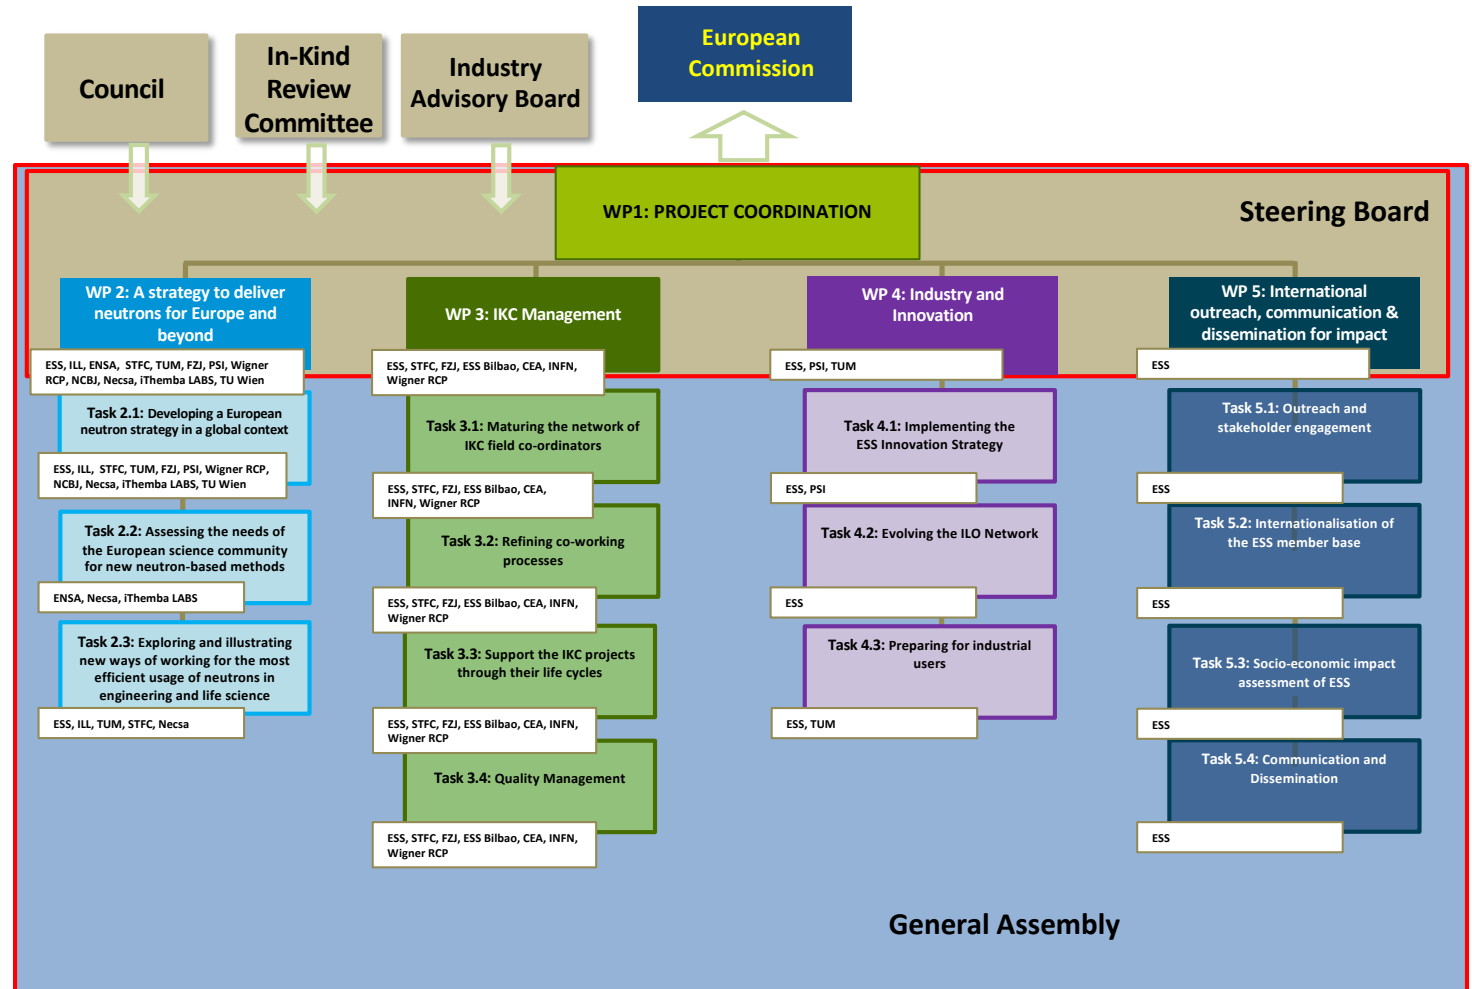 Council
In-Kind
Review
Committee
Industry
Advisory Board
European
Commission
WP1: PROJECT COORDINATION
Steering Board
WP 2: A strategy to deliver
neutrons for Europe and
beyond
ESS, ILL, ENSA, STFC, TUM, FZJ, PSI, Wigner
RCP, NCBJ, Necsa, iThemba LABS, TU Wien
Task 2.1: Developing a European
neutron strategy in a global context
ESS, ILL, STFC, TUM, FZJ, PSI, Wigner RCP,
NCBJ, Necsa, iThemba LABS, TU Wien
Task 2.2: Assessing the needs of
the European science community
for new neutron-based methods
ENSA, Necsa, iThemba LABS
Task 2.3: Exploring and illustrating
new ways of working for the most
efficient usage of neutrons in
engineering and life science
ESS, ILL, TUM, STFC, Necsa
WP 3: IKC Management
ESS, STFC, FZJ, ESS Bilbao, CEA, INFN,
Wigner RCP
Task 3.1: Maturing the network of
IKC field co-ordinators
ESS, STFC, FZJ, ESS Bilbao, CEA,
INFN, Wigner RCP
Task 3.2: Refining co-working
processes
ESS, STFC, FZJ, ESS Bilbao, CEA, INFN,
Wigner RCP
Task 3.3: Support the IKC projects
through their life cycles
ESS, STFC, FZJ, ESS Bilbao, CEA, INFN,
Wigner RCP
Task 3.4: Quality Management
ESS, STFC, FZJ, ESS Bilbao, CEA, INFN,
Wigner RCP
WP 4: Industry and
Innovation
ESS, PSI, TUM
Task 4.1: Implementing the
ESS Innovation Strategy
ESS, PSI
Task 4.2: Evolving the ILO Network
ESS
Task 4.3: Preparing for industrial
users
ESS, TUM
WP 5: International
outreach, communication &
dissemination for impact
ESS
Task 5.1: Outreach and
stakeholder engagement
ESS
Task 5.2: Internationalisation of
the ESS member base
ESS
Task 5.3: Socio-economic impact
assessment of ESS
ESS
Task 5.4: Communication and
Dissemination
ESS
General Assembly